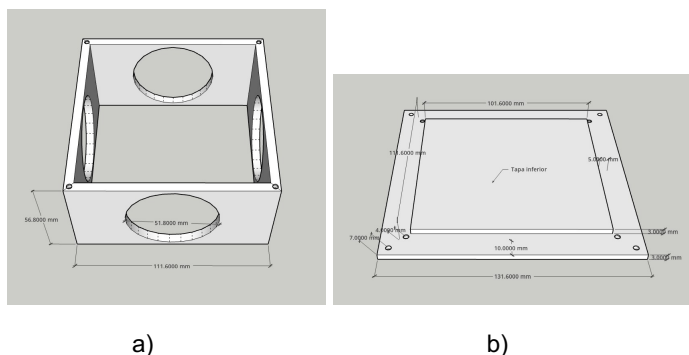 56.8000 mm
51.8000 mm
111.6000 mm
101.6000 mm
111.6000 mm
5.0000 mm
Tapa inferior
4.0000 mm
7.0000 mm
10.0000 mm
3.0000 mm
3.0000 mm
131.6000 mm
a)
b)